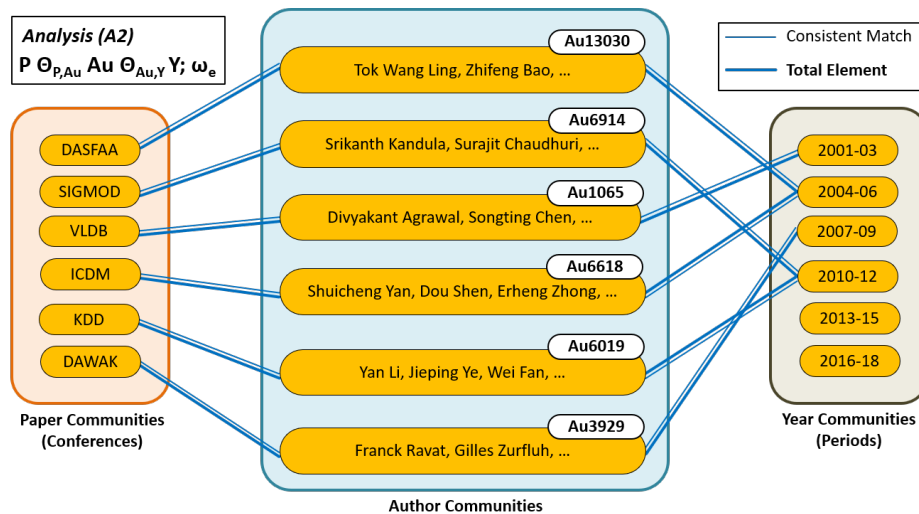 Analysis (A2)
P Θ_P,Au Au Θ_Au,Y Y; ω_e
Consistent Match
Total Element
DASFAA
SIGMOD
VLDB
ICDM
KDD
DAWAK
Paper Communities
(Conferences)
Au13030
Tok Wang Ling, Zhifeng Bao, ...
Au6914
Srikanth Kandula, Surajit Chaudhuri, ...
Au1065
Divyakant Agrawal, Songting Chen, ...
Au6618
Shuicheng Yan, Dou Shen, Erheng Zhong, ...
Au6019
Yan Li, Jieping Ye, Wei Fan, ...
Au3929
Franck Ravat, Gilles Zurfluh, ...
Author Communities
2001-03
2004-06
2007-09
2010-12
2013-15
2016-18
Year Communities
(Periods)